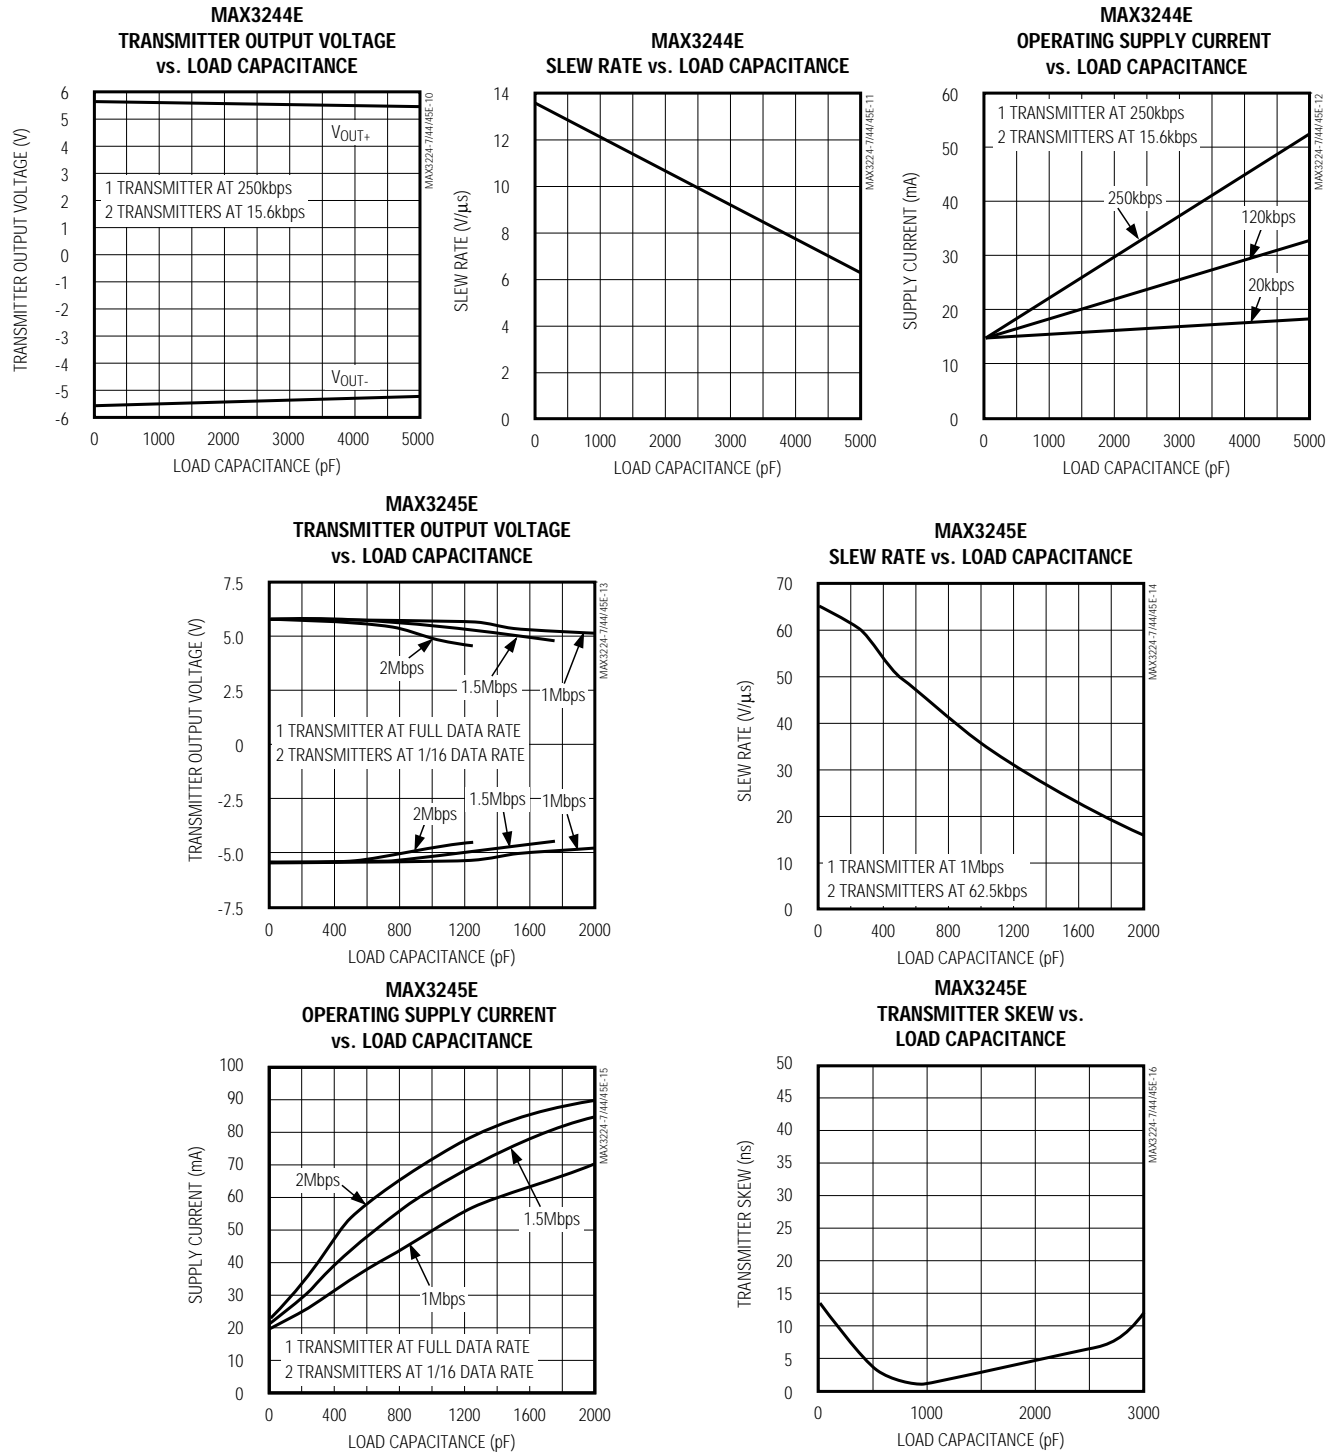 MAX3244E
TRANSMITTER OUTPUT VOLTAGE
vs. LOAD CAPACITANCE
TRANSMITTER OUTPUT VOLTAGE (V)
6
5
4
3
2
1
0
-1
-2
-3
-4
-5
-6
VOUT+
1 TRANSMITTER AT 250kbps
2 TRANSMITTERS AT 15.6kbps
VOUT-
0 1000 2000 3000 4000 5000
LOAD CAPACITANCE (pF)
MAX3224-7/44/45E-10
MAX3244E
SLEW RATE vs. LOAD CAPACITANCE
SLEW RATE (V/µs)
14
12
10
8
6
4
2
0
0 1000 2000 3000 4000 5000
LOAD CAPACITANCE (pF)
MAX3224-7/44/45E-11
MAX3244E
OPERATING SUPPLY CURRENT
vs. LOAD CAPACITANCE
SUPPLY CURRENT (mA)
60
50
40
30
20
10
0
1 TRANSMITTER AT 250kbps
2 TRANSMITTERS AT 15.6kbps
250kbps
120kbps
20kbps
0 1000 2000 3000 4000 5000
LOAD CAPACITANCE (pF)
MAX3224-7/44/45E-12
MAX3245E
TRANSMITTER OUTPUT VOLTAGE
vs. LOAD CAPACITANCE
TRANSMITTER OUTPUT VOLTAGE (V)
7.5
5.0
2.5
0
-2.5
-5.0
-7.5
2Mbps
1.5Mbps
1Mbps
1 TRANSMITTER AT FULL DATA RATE
2 TRANSMITTERS AT 1/16 DATA RATE
2Mbps
1.5Mbps
1Mbps
0 400 800 1200 1600 2000
LOAD CAPACITANCE (pF)
MAX3224-7/44/45E-13
MAX3245E
SLEW RATE vs. LOAD CAPACITANCE
SLEW RATE (V/µs)
70
60
50
40
30
20
10
0
1 TRANSMITTER AT 1Mbps
2 TRANSMITTERS AT 62.5kbps
0 400 800 1200 1600 2000
LOAD CAPACITANCE (pF)
MAX3224-7/44/45E-14
MAX3245E
OPERATING SUPPLY CURRENT
vs. LOAD CAPACITANCE
SUPPLY CURRENT (mA)
100
90
80
70
60
50
40
30
20
10
0
2Mbps
1.5Mbps
1Mbps
1 TRANSMITTER AT FULL DATA RATE
2 TRANSMITTERS AT 1/16 DATA RATE
0 400 800 1200 1600 2000
LOAD CAPACITANCE (pF)
MAX3224-7/44/45E-15
MAX3245E
TRANSMITTER SKEW vs.
LOAD CAPACITANCE
TRANSMITTER SKEW (ns)
50
45
40
35
30
25
20
15
10
5
0
0 1000 2000 3000
LOAD CAPACITANCE (pF)
MAX3224-7/44/45E-16